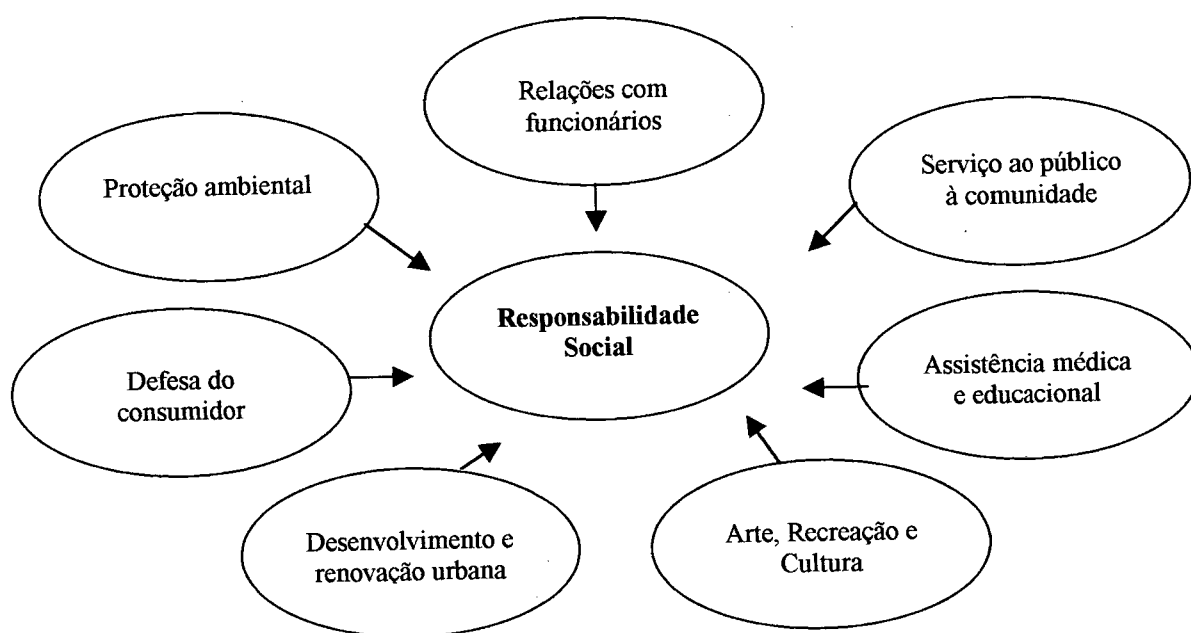 Relações com
funcionários
Proteção ambiental
Serviço ao público
à comunidade
Responsabilidade
Social
Defesa do
consumidor
Assistência médica
e educacional
Desenvolvimento e
renovação urbana
Arte, Recreação e
Cultura